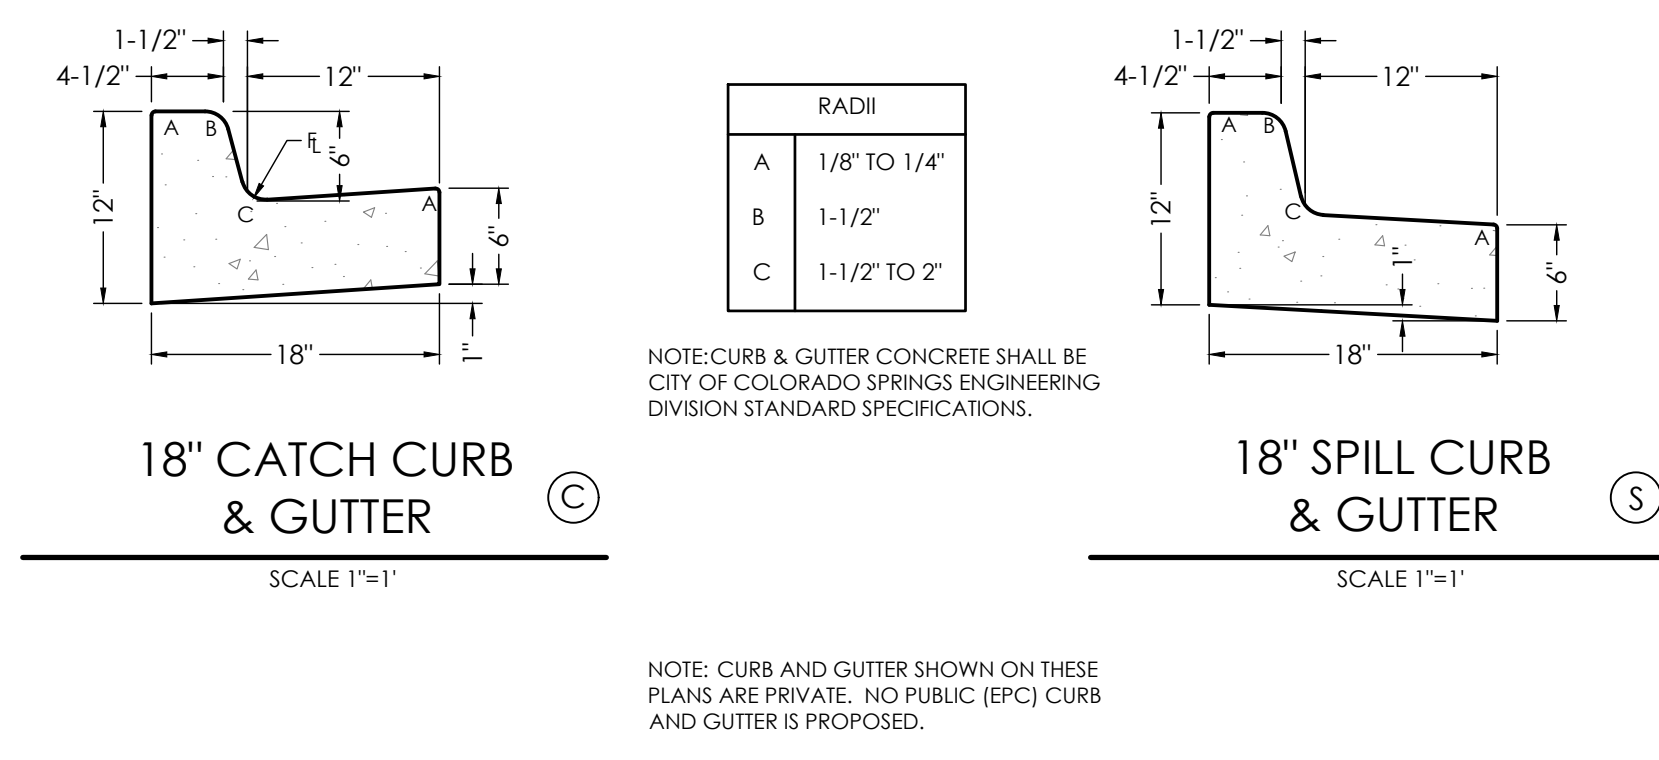 1-1/2"
4-1/2"
12"
A
B
FL
6"
12"
C
A
6"
18"
1"
18" CATCH CURB
& GUTTER
C
SCALE 1"=1'
RADII
A 1/8" TO 1/4"
B 1-1/2"
C 1-1/2" TO 2"
NOTE:CURB & GUTTER CONCRETE SHALL BE
CITY OF COLORADO SPRINGS ENGINEERING
DIVISION STANDARD SPECIFICATIONS.
1-1/2"
4-1/2"
12"
A
B
12"
C
A
1"
6"
18"
18" SPILL CURB
& GUTTER
S
SCALE 1"=1'
NOTE: CURB AND GUTTER SHOWN ON THESE
PLANS ARE PRIVATE. NO PUBLIC (EPC) CURB
AND GUTTER IS PROPOSED.